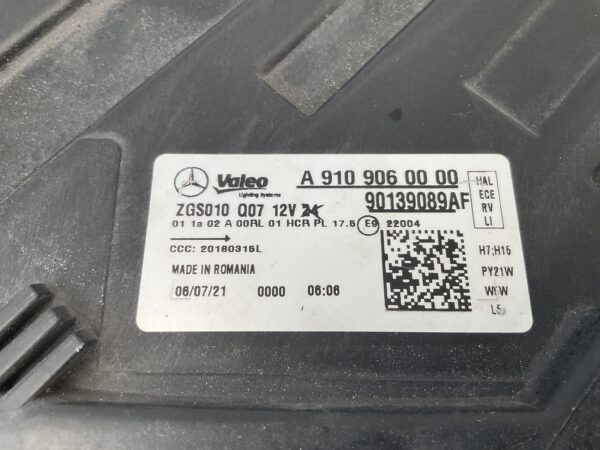 Valeo
Lighting Systems
A 910 906 00 00
90139089AF
HAL
ECE
RV
LI
ZGS010 Q07 12V
01 1a 02 A 00RL 01 HCR PL 17.5 E9 22004
CCC: 20180315L
MADE IN ROMANIA
06/07/21 0000 06:06
H7;H15
PY21W
W5W
L5